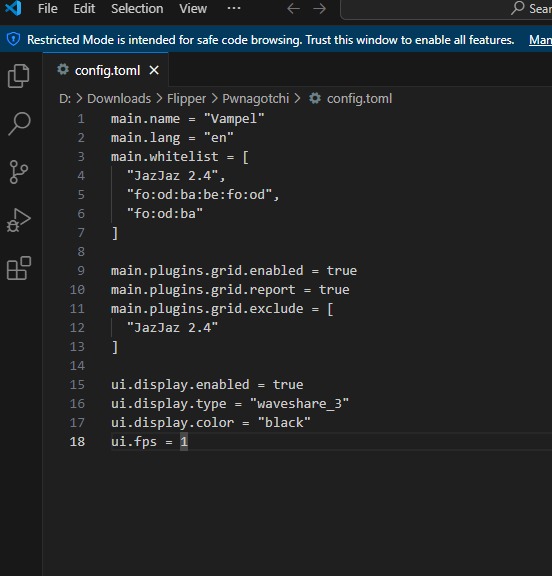 File Edit Selection View ··· Sear
Restricted Mode is intended for safe code browsing. Trust this window to enable all features. Man
config.toml
D: > Downloads > Flipper > Pwnagotchi > config.toml
1 main.name = "Vampel"
2 main.lang = "en"
3 main.whitelist = [
4 "JazJaz 2.4",
5 "fo:od:ba:be:fo:od",
6 "fo:od:ba"
7 ]
8
9 main.plugins.grid.enabled = true
10 main.plugins.grid.report = true
11 main.plugins.grid.exclude = [
12 "JazJaz 2.4"
13 ]
14
15 ui.display.enabled = true
16 ui.display.type = "waveshare_3"
17 ui.display.color = "black"
18 ui.fps = 1